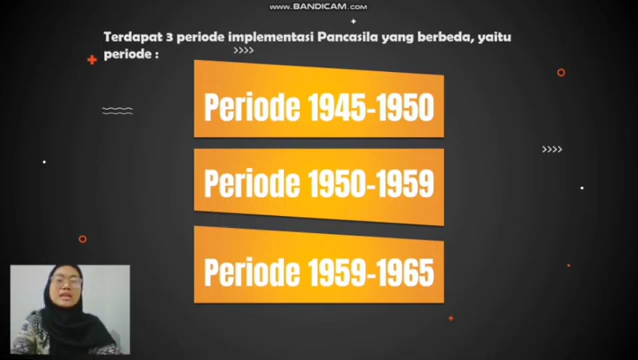 www.BANDICAM.com
Terdapat 3 periode implementasi Pancasila yang berbeda, yaitu
periode :
Periode 1945-1950
Periode 1950-1959
Periode 1959-1965